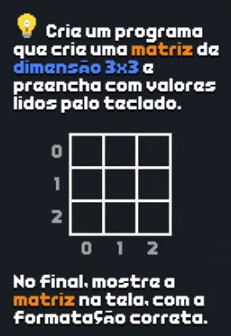 Crie um programa
que crie uma matriz de
dimensão 3x3 e
preencha com valores
lidos pelo teclado.
0
1
2
0 1 2
No final, mostre a
matriz na tela, com a
formatação correta.